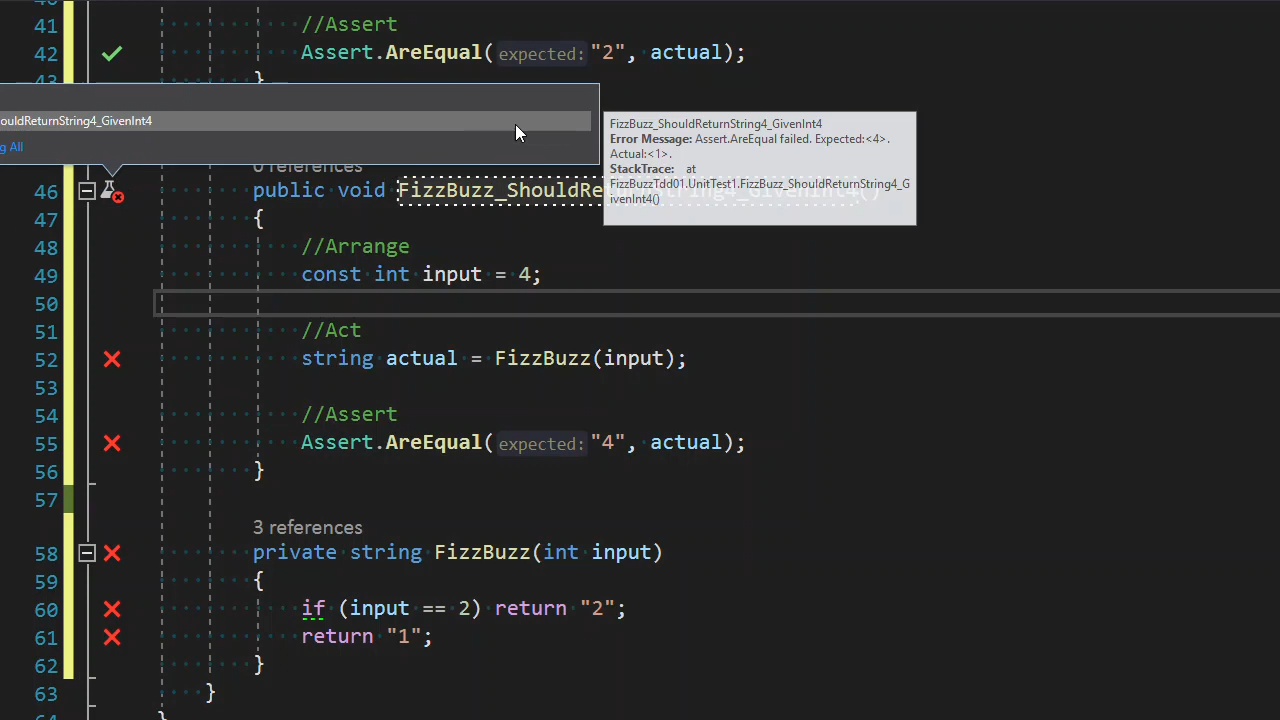 41 //Assert
42 Assert.AreEqual(expected: "2", actual);
43 }
ouldReturnString4_GivenInt4
g All
FizzBuzz_ShouldReturnString4_GivenInt4
Error Message: Assert.AreEqual failed. Expected:<4>.
Actual:<1>.
StackTrace: at
FizzBuzzTdd01.UnitTest1.FizzBuzz_ShouldReturnString4_G
ivenInt4()
0 references
46 public void FizzBuzz_ShouldReturnString4_GivenInt4()
47 {
48 //Arrange
49 const int input = 4;
50
51 //Act
52 string actual = FizzBuzz(input);
53
54 //Assert
55 Assert.AreEqual(expected: "4", actual);
56 }
57
3 references
58 private string FizzBuzz(int input)
59 {
60 if (input == 2) return "2";
61 return "1";
62 }
63 }
64 }